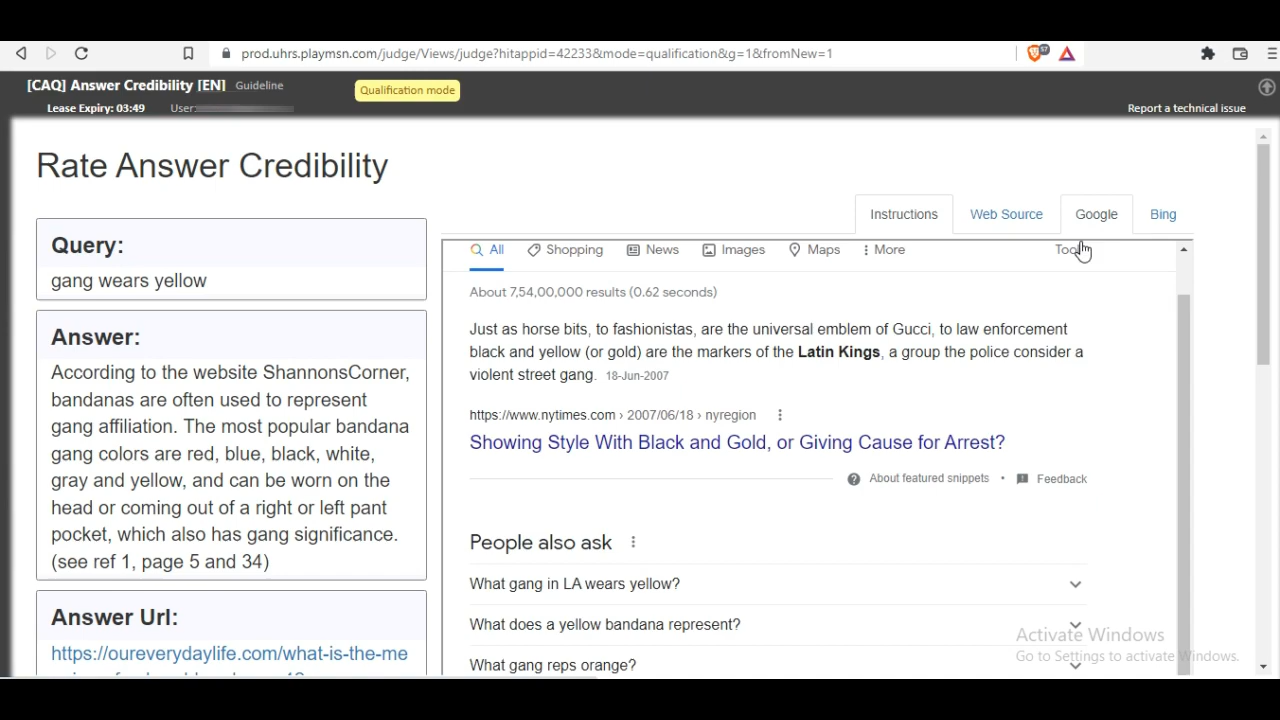 prod.uhrs.playmsn.com/judge/Views/judge?hitappid=42233&mode=qualification&g=1&fromNew=1
[CAQ] Answer Credibility [EN] Guideline
Qualification mode
Lease Expiry: 03:49 User:
Report a technical issue
Rate Answer Credibility
Instructions Web Source Google Bing
Query:
gang wears yellow
Answer:
According to the website ShannonsCorner,
bandanas are often used to represent
gang affiliation. The most popular bandana
gang colors are red, blue, black, white,
gray and yellow, and can be worn on the
head or coming out of a right or left pant
pocket, which also has gang significance.
(see ref 1, page 5 and 34)
Answer Url:
https://oureverydaylife.com/what-is-the-me
All Shopping News Images Maps More
About 7,54,00,000 results (0.62 seconds)
Just as horse bits, to fashionistas, are the universal emblem of Gucci, to law enforcement
black and yellow (or gold) are the markers of the Latin Kings, a group the police consider a
violent street gang. 18-Jun-2007
https://www.nytimes.com › 2007/06/18 › nyregion
Showing Style With Black and Gold, or Giving Cause for Arrest?
About featured snippets • Feedback
People also ask
What gang in LA wears yellow?
What does a yellow bandana represent?
What gang reps orange?
Activate Windows
Go to Settings to activate Windows.